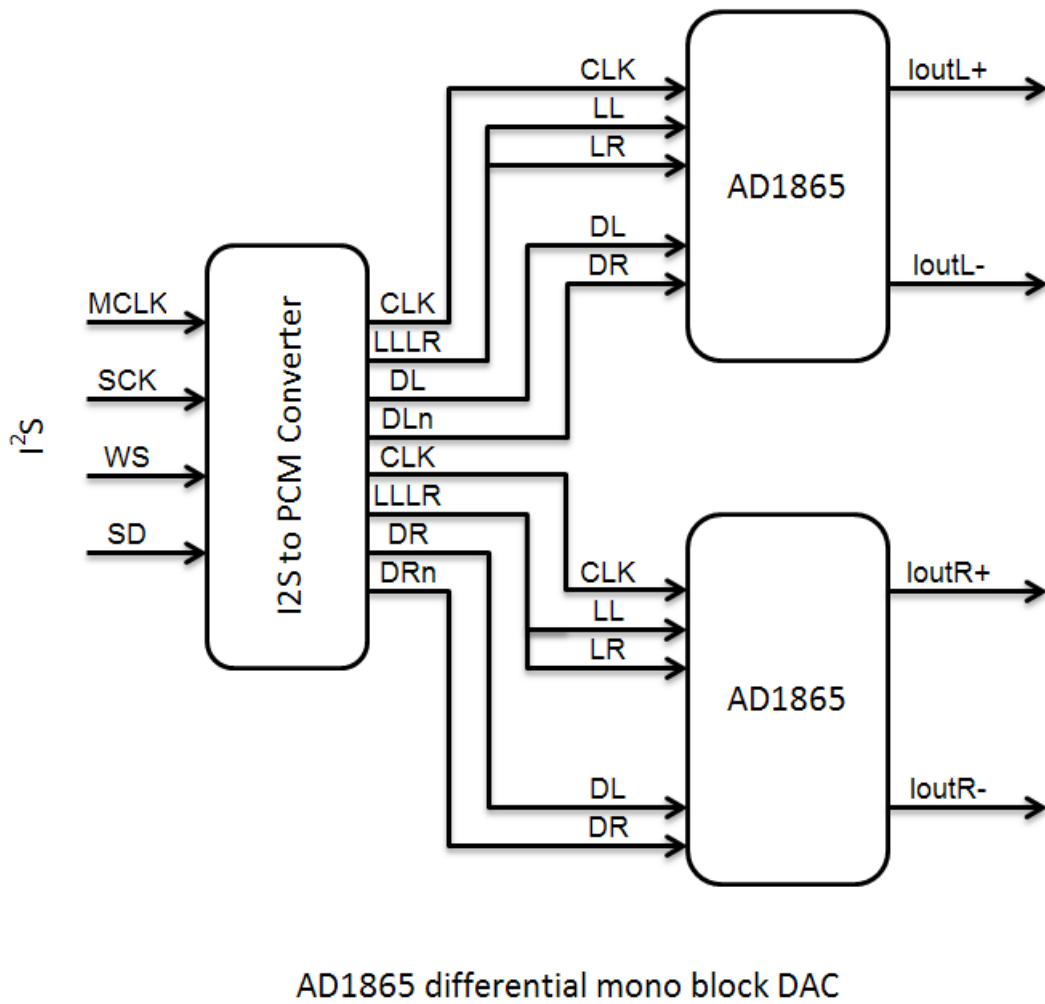 I²S
MCLK
SCK
WS
SD
I2S to PCM Converter
CLK
LLLR
DL
DLn
CLK
LLLR
DR
DRn
CLK
LL
LR
DL
DR
AD1865
IoutL+
IoutL-
CLK
LL
LR
DL
DR
AD1865
IoutR+
IoutR-
AD1865 differential mono block DAC